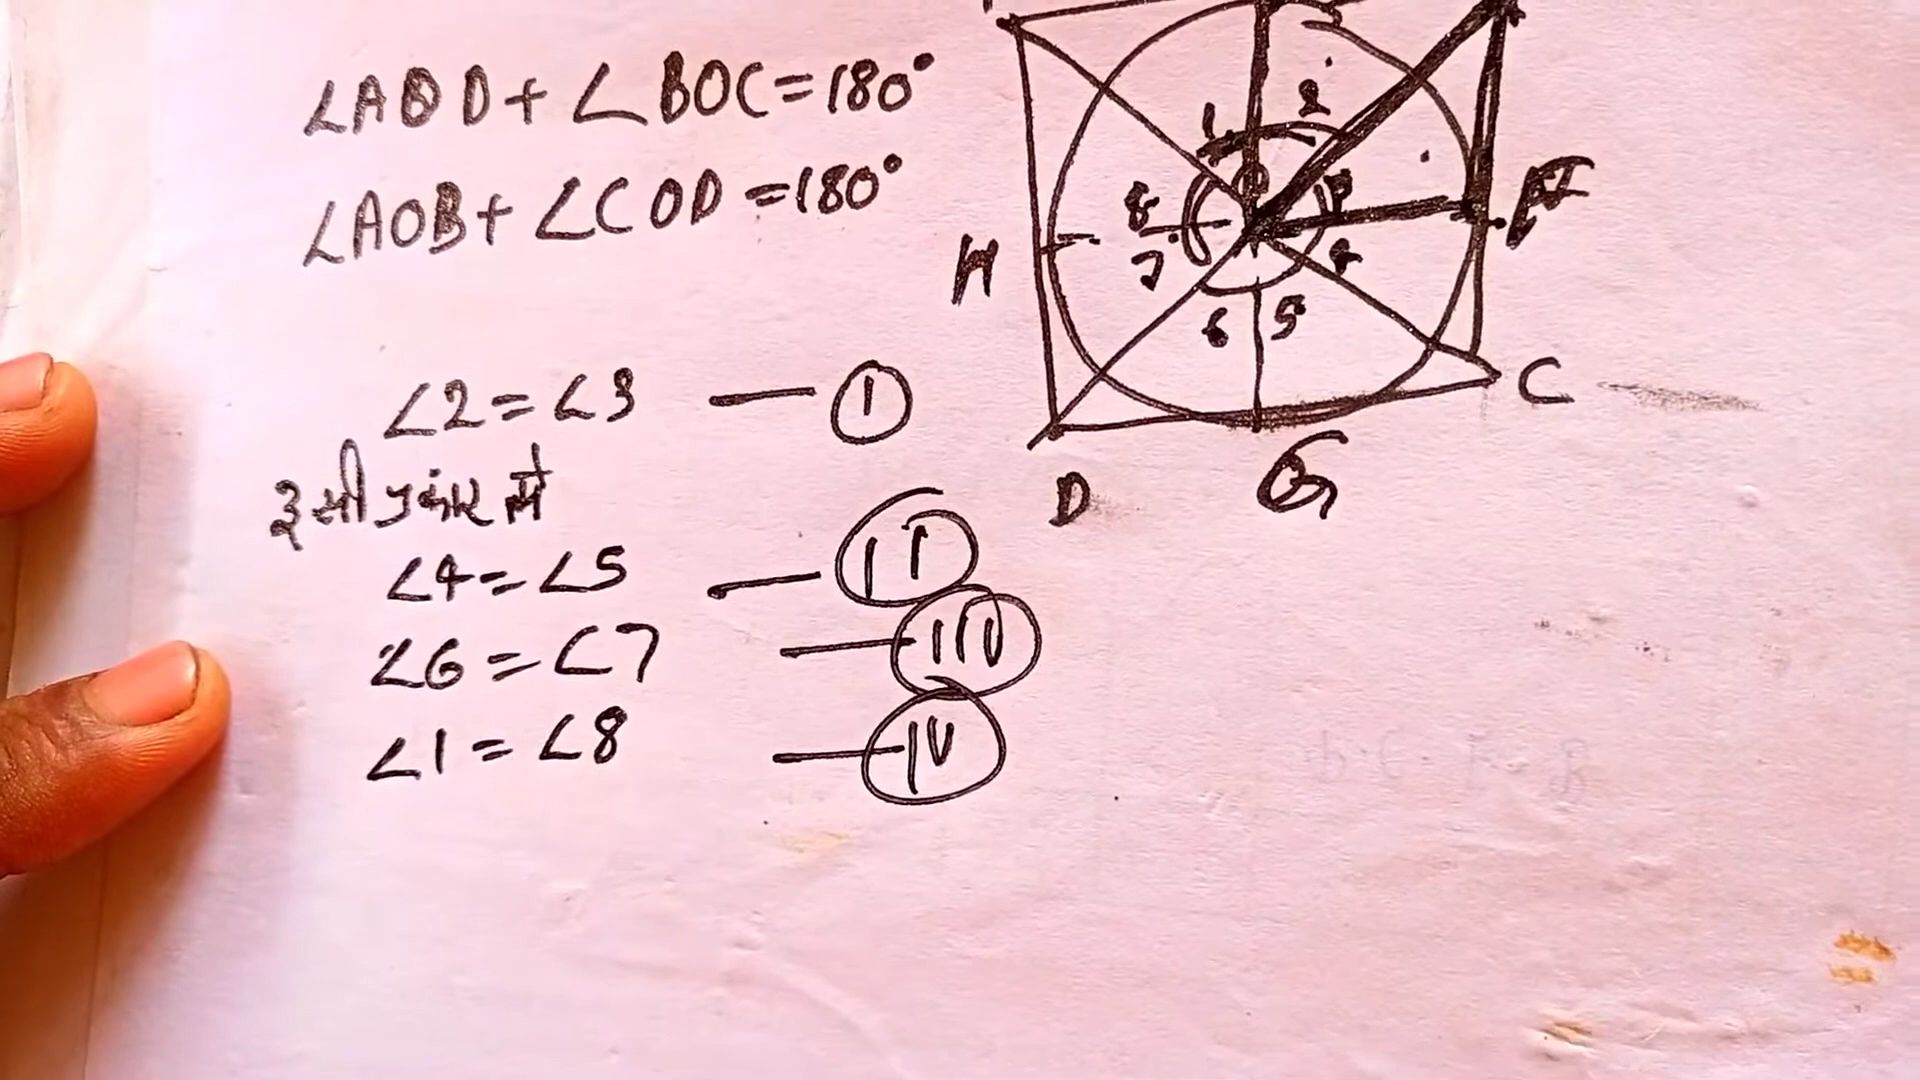 ∠AOD + ∠BOC = 180°
∠AOB + ∠COD = 180°
∠2 = ∠3 — I
इसी प्रकार से
∠4 = ∠5 — II
∠6 = ∠7 — III
∠1 = ∠8 — IV
1 2
8
4
7
6 5
H
C
D
G